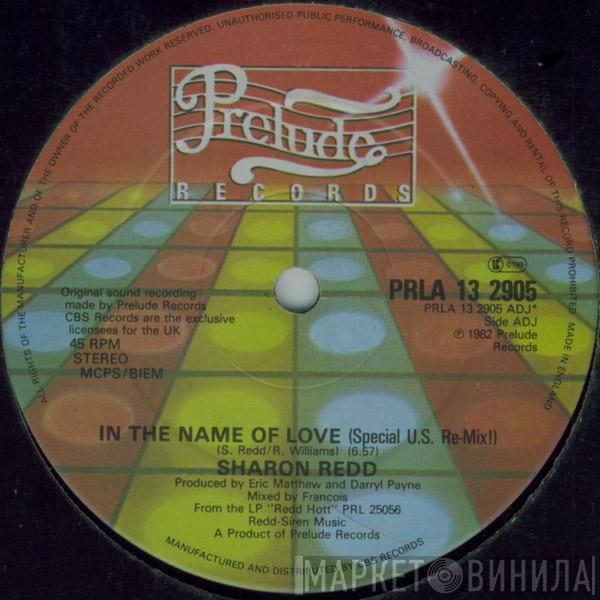 ALL RIGHTS OF THE MANUFACTURER AND OF THE OWNER OF THE RECORDED WORK RESERVED. UNAUTHORISED PUBLIC PERFORMANCE, BROADCASTING, COPYING AND RENTAL OF THIS RECORD PROHIBITED. MADE IN ENGLAND
Prelude
RECORDS
Original sound recording
made by Prelude Records
CBS Records are the exclusive
licensees for the UK
45 RPM
STEREO
MCPS/BIEM
K 0199
PRLA 13 2905
PRLA 13 2905 ADJ*
Side ADJ
℗ 1982 Prelude
Records
IN THE NAME OF LOVE (Special U.S. Re-Mix!)
(S. Redd/R. Williams) (6.57)
SHARON REDD
Produced by Eric Matthew and Darryl Payne
Mixed by Francois
From the LP "Redd Hott" PRL 25056
Redd-Siren Music
A Product of Prelude Records
MANUFACTURED AND DISTRIBUTED BY CBS RECORDS
МАРКЕТ ВИНИЛА